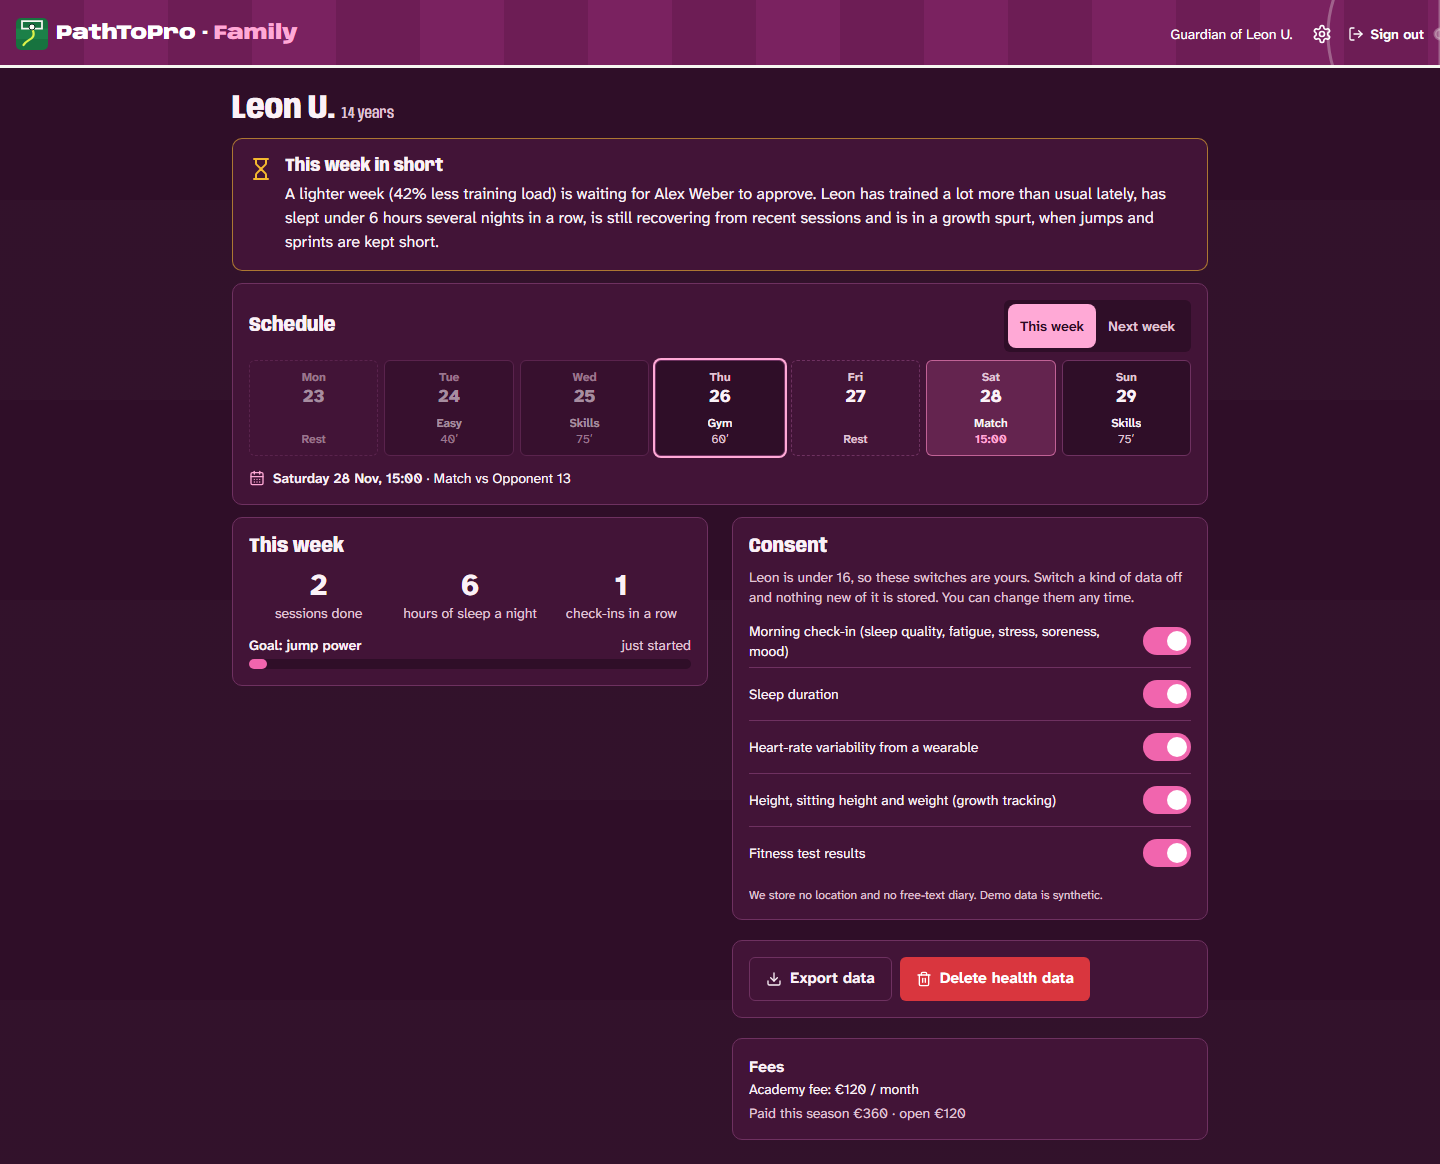 PathToPro · Family
Guardian of Leon U.
Sign out
Leon U. 14 years
This week in short
A lighter week (42% less training load) is waiting for Alex Weber to approve. Leon has trained a lot more than usual lately, has
slept under 6 hours several nights in a row, is still recovering from recent sessions and is in a growth spurt, when jumps and
sprints are kept short.
Schedule
This week
Next week
Mon
23
Rest
Tue
24
Easy
40′
Wed
25
Skills
75′
Thu
26
Gym
60′
Fri
27
Rest
Sat
28
Match
15:00
Sun
29
Skills
75′
Saturday 28 Nov, 15:00 · Match vs Opponent 13
This week
2
sessions done
6
hours of sleep a night
1
check-ins in a row
Goal: jump power
just started
Consent
Leon is under 16, so these switches are yours. Switch a kind of data off
and nothing new of it is stored. You can change them any time.
Morning check-in (sleep quality, fatigue, stress, soreness,
mood)
Sleep duration
Heart-rate variability from a wearable
Height, sitting height and weight (growth tracking)
Fitness test results
We store no location and no free-text diary. Demo data is synthetic.
Export data
Delete health data
Fees
Academy fee: €120 / month
Paid this season €360 · open €120